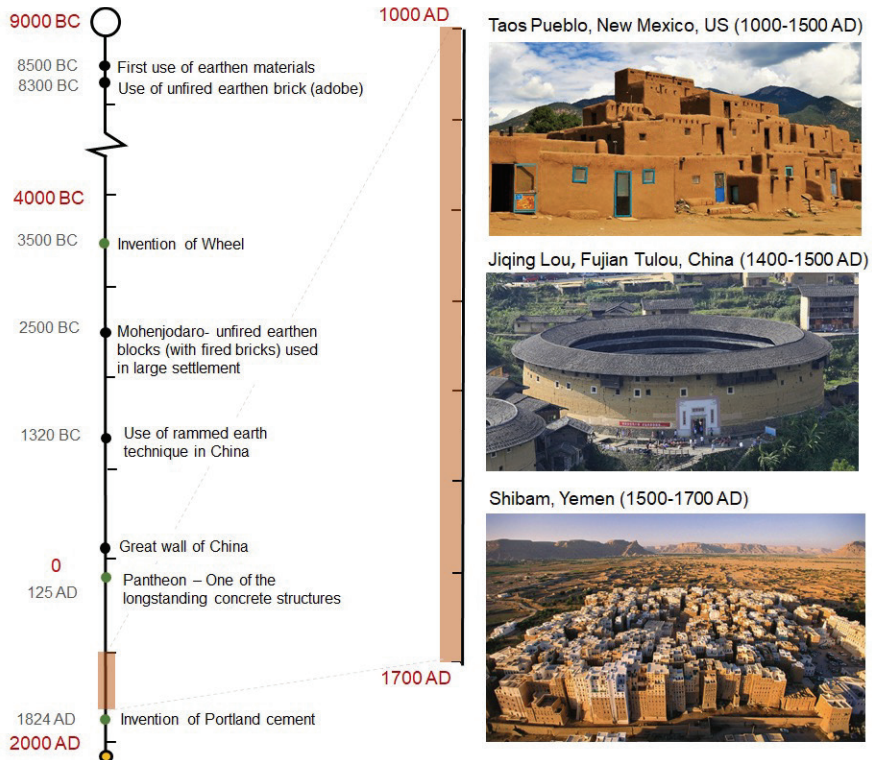 9000 BC
8500 BC
First use of earthen materials
8300 BC
Use of unfired earthen brick (adobe)
4000 BC
3500 BC
Invention of Wheel
2500 BC
Mohenjodaro- unfired earthen
blocks (with fired bricks) used
in large settlement
1320 BC
Use of rammed earth
technique in China
Great wall of China
0
125 AD
Pantheon – One of the
longstanding concrete structures
1824 AD
Invention of Portland cement
2000 AD
1000 AD
1700 AD
Taos Pueblo, New Mexico, US (1000-1500 AD)
Jiqing Lou, Fujian Tulou, China (1400-1500 AD)
Shibam, Yemen (1500-1700 AD)